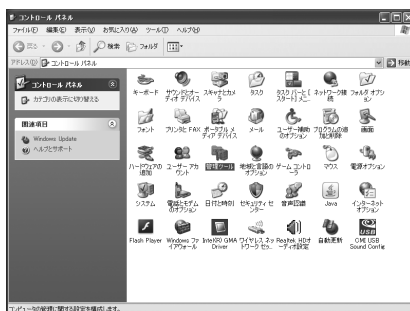 コントロール パネル
ファイル(F) 編集(E) 表示(V) お気に入り(A) ツール(T) ヘルプ(H)
戻る 検索 フォルダ
アドレス(D) コントロール パネル 移動
コントロール パネル
カテゴリの表示に切り替える
関連項目
Windows Update
ヘルプとサポート
キーボード サウンドとオーディオ デバイス スキャナとカメラ タスク タスク バーと [スタート] メニ... ネットワーク接続 フォルダ オプション
フォント プリンタと FAX ポータブル メディア デバイス メール ユーザー補助のオプション プログラムの追加と削除 画面
ハードウェアの追加 ユーザー アカウント 管理ツール 地域と言語のオプション ゲーム コントローラ マウス 電源オプション
システム 電話とモデムのオプション 日付と時刻 セキュリティ センター 音声認識 Java インターネット オプション
Flash Player Windows ファイアウォール Intel(R) GMA Driver ワイヤレス ネットワーク セッ... Realtek HDオーディオ設定 自動更新 CMI USB Sound Config
コンピュータの管理に関する設定を構成します。